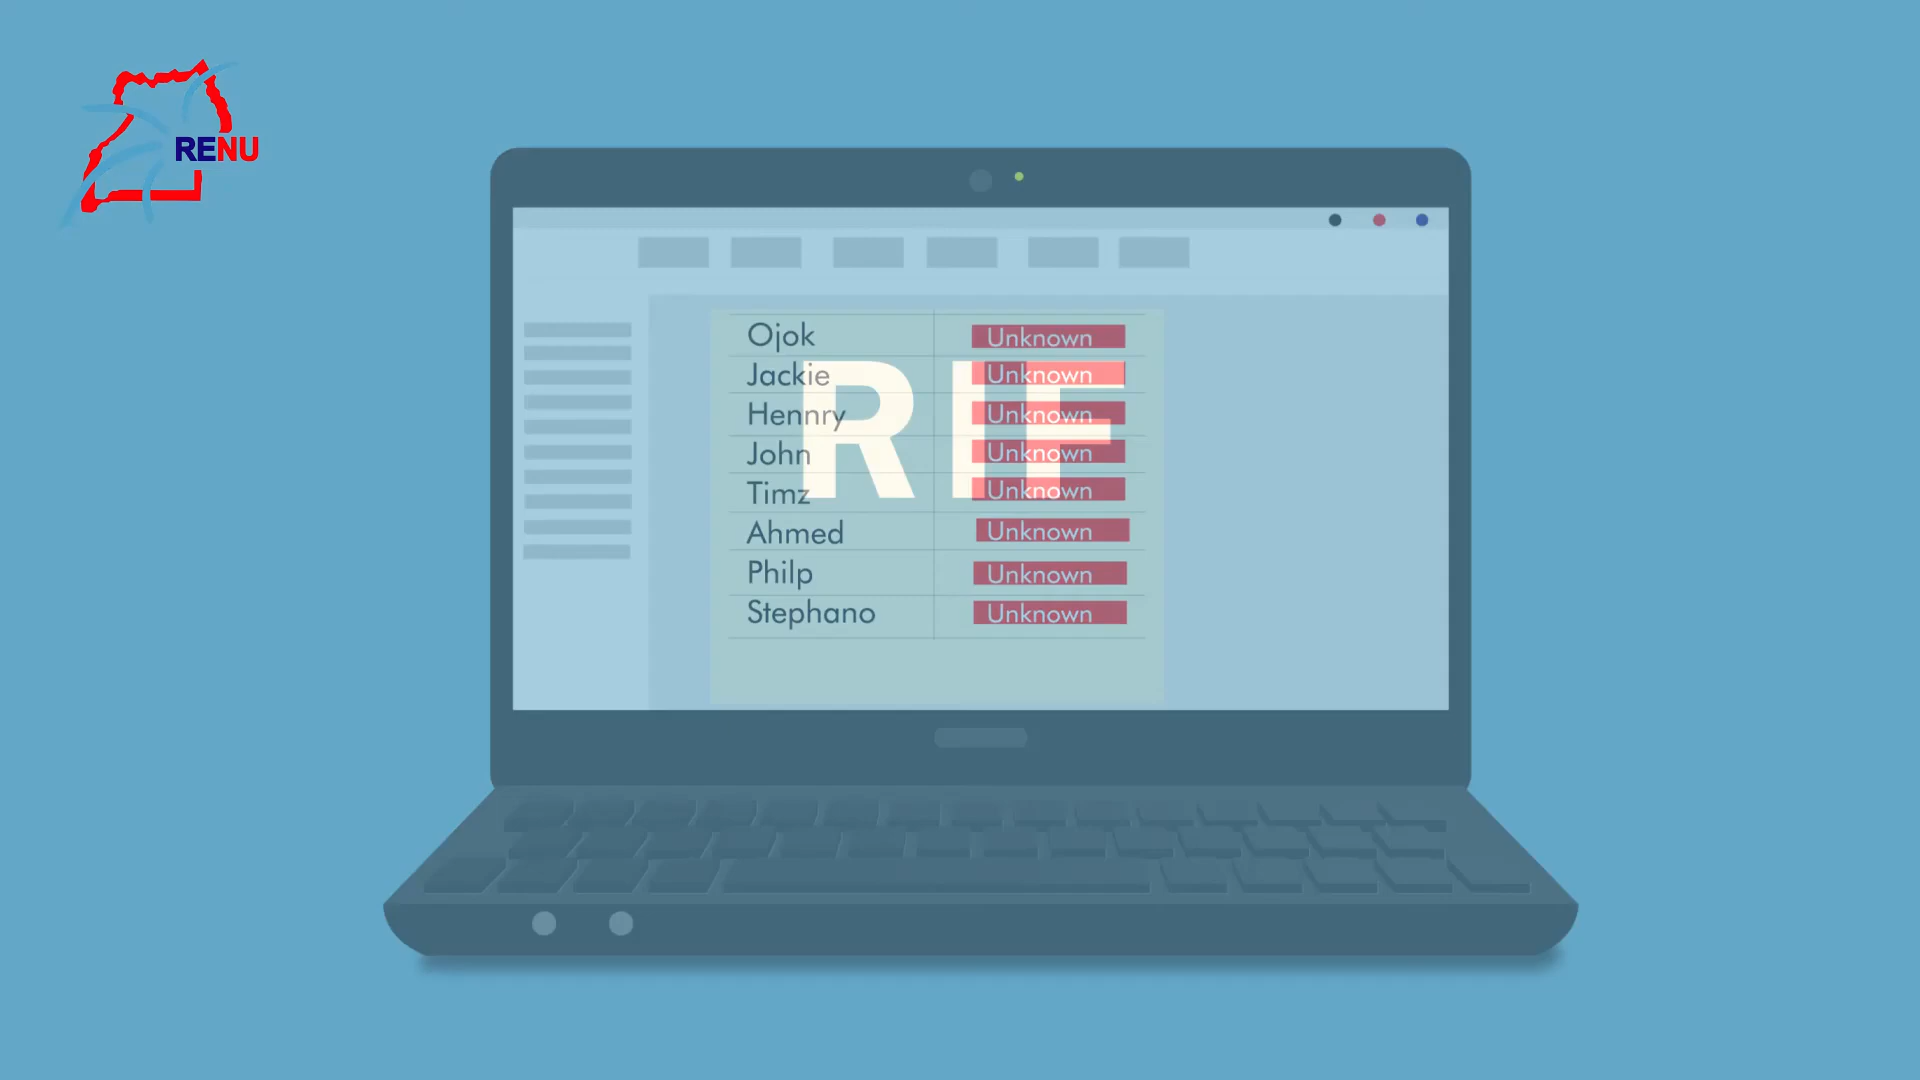 RENU
Ojok Unknown
Jackie Unknown
Hennry Unknown
John Unknown
Timz Unknown
Ahmed Unknown
Philp Unknown
Stephano Unknown
RIF